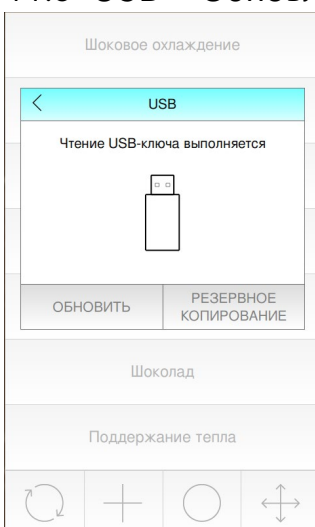 Шоковое охлаждение
USB
Чтение USB-ключа выполняется
ОБНОВИТЬ
РЕЗЕРВНОЕ
КОПИРОВАНИЕ
Шоколад
Поддержание тепла